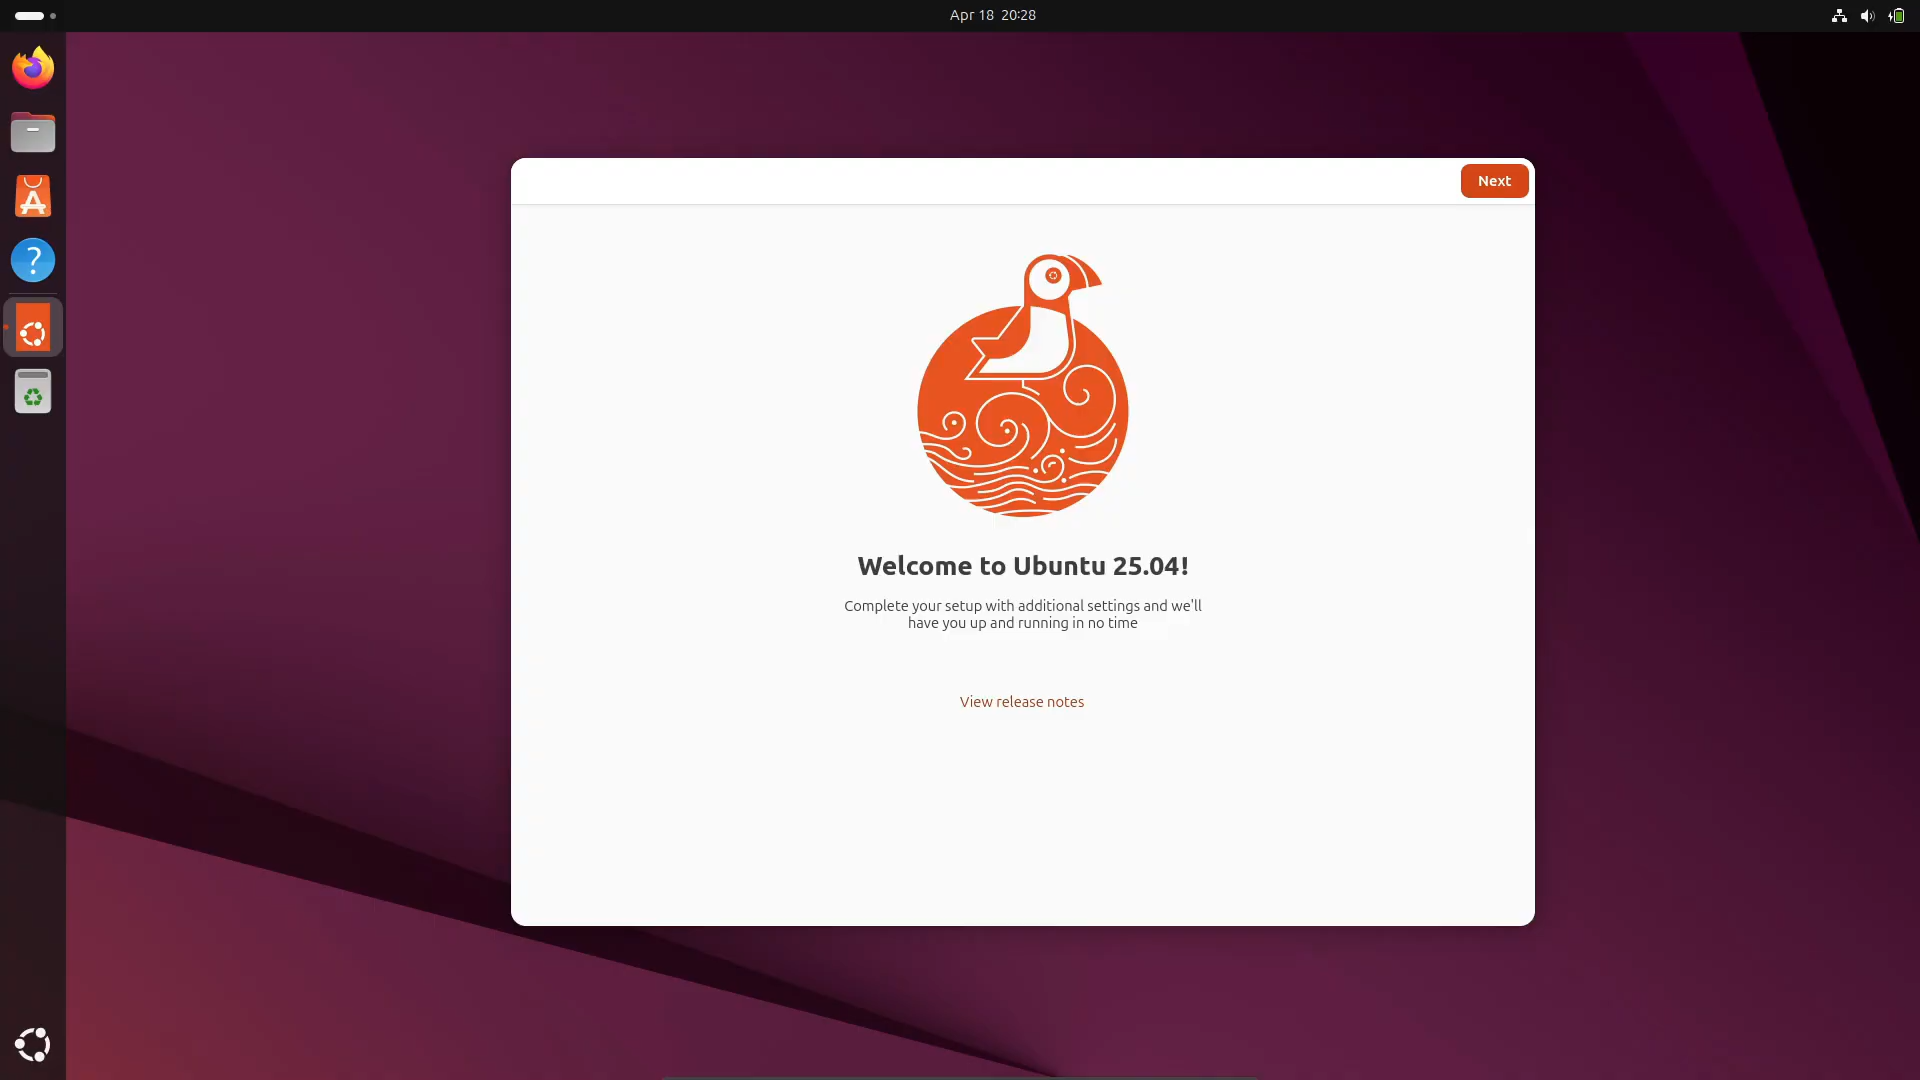 Apr 18 20:28
Next
Welcome to Ubuntu 25.04!
Complete your setup with additional settings and we'll
have you up and running in no time
View release notes